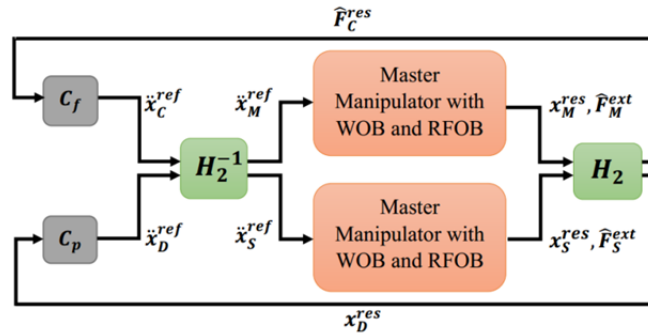 F̂_C^res
C_f
ẍ_C^ref
ẍ_M^ref
Master
Manipulator with
WOB and RFOB
x_M^res, F̂_M^ext
H_2^-1
H_2
C_p
ẍ_D^ref
ẍ_S^ref
Master
Manipulator with
WOB and RFOB
x_S^res, F̂_S^ext
x_D^res